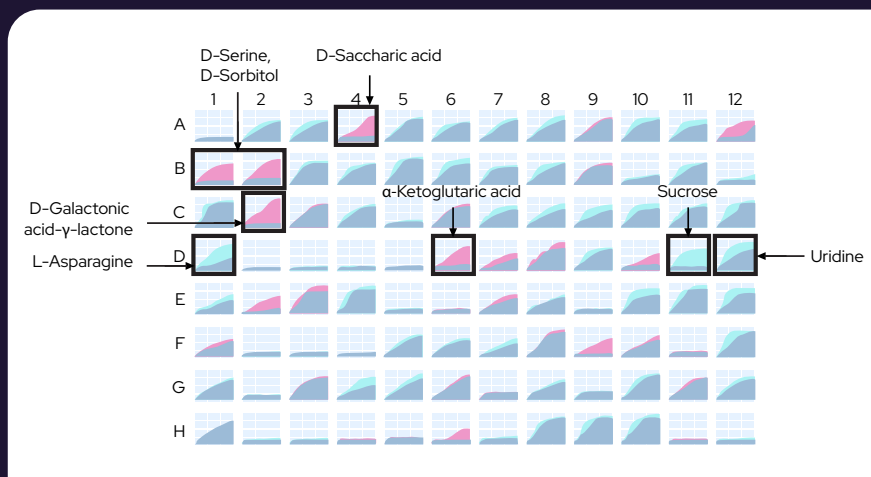 D-Serine,
D-Sorbitol
D-Saccharic acid
1 2 3 4 5 6 7 8 9 10 11 12
A
B
α-Ketoglutaric acid
Sucrose
C
D-Galactonic
acid-γ-lactone
L-Asparagine
D
Uridine
E
F
G
H